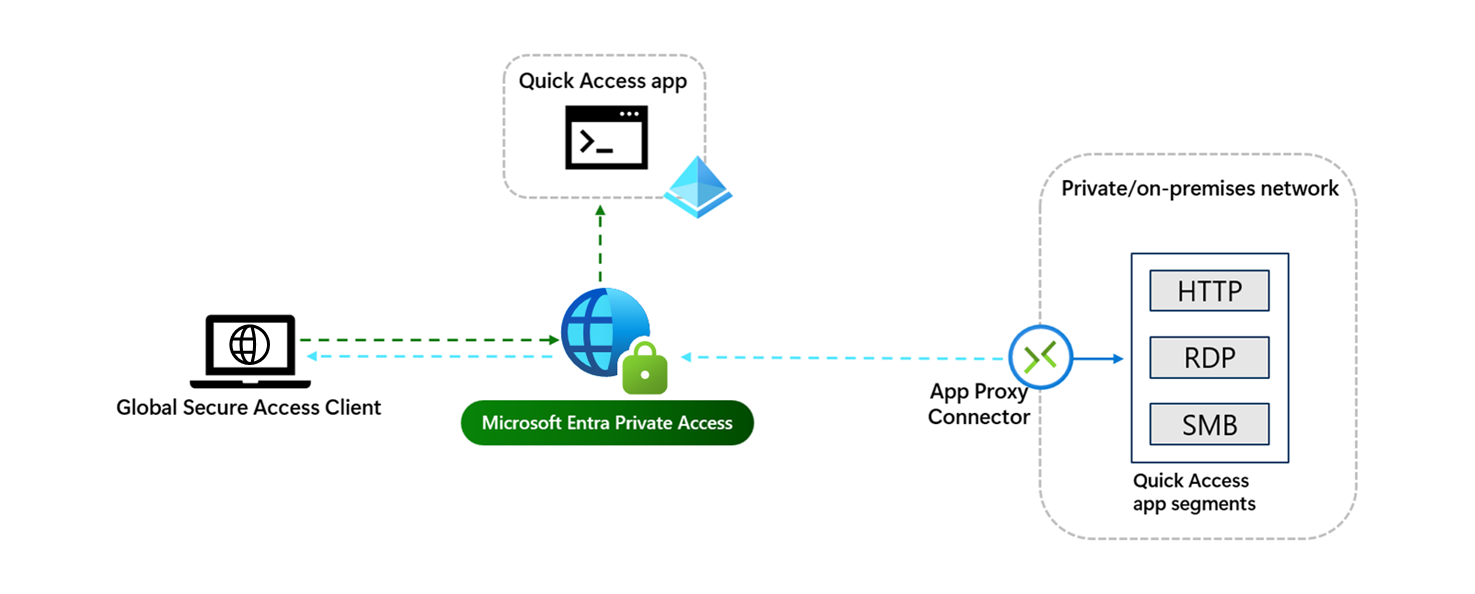 Quick Access app
Private/on-premises network
HTTP
RDP
SMB
App Proxy
Connector
Global Secure Access Client
Microsoft Entra Private Access
Quick Access
app segments